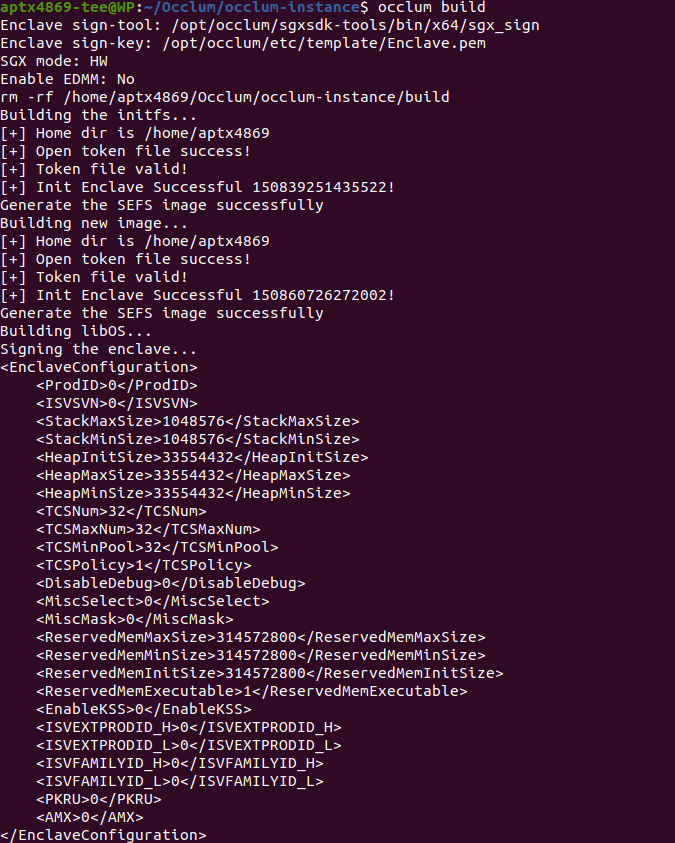 aptx4869-tee@WP:~/Occlum/occlum-instance$ occlum build
Enclave sign-tool: /opt/occlum/sgxsdk-tools/bin/x64/sgx_sign
Enclave sign-key: /opt/occlum/etc/template/Enclave.pem
SGX mode: HW
Enable EDMM: No
rm -rf /home/aptx4869/Occlum/occlum-instance/build
Building the initfs...
[+] Home dir is /home/aptx4869
[+] Open token file success!
[+] Token file valid!
[+] Init Enclave Successful 150839251435522!
Generate the SEFS image successfully
Building new image...
[+] Home dir is /home/aptx4869
[+] Open token file success!
[+] Token file valid!
[+] Init Enclave Successful 150860726272002!
Generate the SEFS image successfully
Building libOS...
Signing the enclave...
<EnclaveConfiguration>
    <ProdID>0</ProdID>
    <ISVSVN>0</ISVSVN>
    <StackMaxSize>1048576</StackMaxSize>
    <StackMinSize>1048576</StackMinSize>
    <HeapInitSize>33554432</HeapInitSize>
    <HeapMaxSize>33554432</HeapMaxSize>
    <HeapMinSize>33554432</HeapMinSize>
    <TCSNum>32</TCSNum>
    <TCSMaxNum>32</TCSMaxNum>
    <TCSMinPool>32</TCSMinPool>
    <TCSPolicy>1</TCSPolicy>
    <DisableDebug>0</DisableDebug>
    <MiscSelect>0</MiscSelect>
    <MiscMask>0</MiscMask>
    <ReservedMemMaxSize>314572800</ReservedMemMaxSize>
    <ReservedMemMinSize>314572800</ReservedMemMinSize>
    <ReservedMemInitSize>314572800</ReservedMemInitSize>
    <ReservedMemExecutable>1</ReservedMemExecutable>
    <EnableKSS>0</EnableKSS>
    <ISVEXTPRODID_H>0</ISVEXTPRODID_H>
    <ISVEXTPRODID_L>0</ISVEXTPRODID_L>
    <ISVFAMILYID_H>0</ISVFAMILYID_H>
    <ISVFAMILYID_L>0</ISVFAMILYID_L>
    <PKRU>0</PKRU>
    <AMX>0</AMX>
</EnclaveConfiguration>